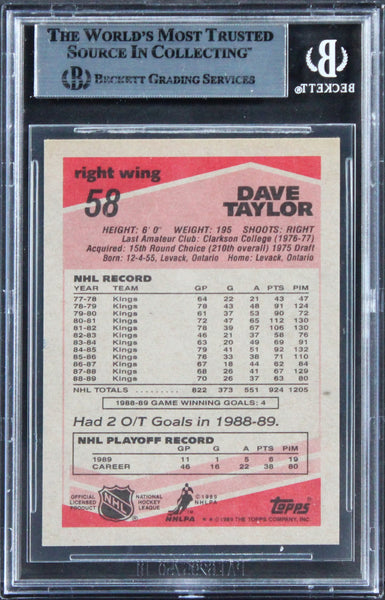 THE WORLD'S MOST TRUSTED
SOURCE IN COLLECTING™
BECKETT GRADING SERVICES
BECKETT
right wing
58
DAVE
TAYLOR
HEIGHT: 6' 0" WEIGHT: 195 SHOOTS: RIGHT
Last Amateur Club: Clarkson College (1976-77)
Acquired: 15th Round Choice (210th overall) 1975 Draft
Born: 12-4-55, Levack, Ontario Home: Levack, Ontario
NHL RECORD
YEAR TEAM GP G A PTS PIM
77-78 Kings 64 22 21 43 47
78-79 Kings 78 43 48 91 124
79-80 Kings 61 37 53 90 72
80-81 Kings 72 47 65 112 130
81-82 Kings 78 39 67 106 130
82-83 Kings 46 21 37 58 76
83-84 Kings 63 20 49 69 91
84-85 Kings 79 41 51 92 132
85-86 Kings 76 33 38 71 110
86-87 Kings 67 18 44 62 84
87-88 Kings 68 26 41 67 129
88-89 Kings 70 26 37 63 80
NHL TOTALS 822 373 551 924 1205
1988-89 GAME WINNING GOALS: 4
Had 2 O/T Goals in 1988-89.
NHL PLAYOFF RECORD
GP G A PTS PIM
1989 11 1 5 6 19
CAREER 46 16 22 38 60
OFFICIAL
LICENSED
PRODUCT
NHL
NATIONAL
HOCKEY
LEAGUE
©1989
NHLPA
NHLPA
topps
** ©1989 THE TOPPS COMPANY, INC.